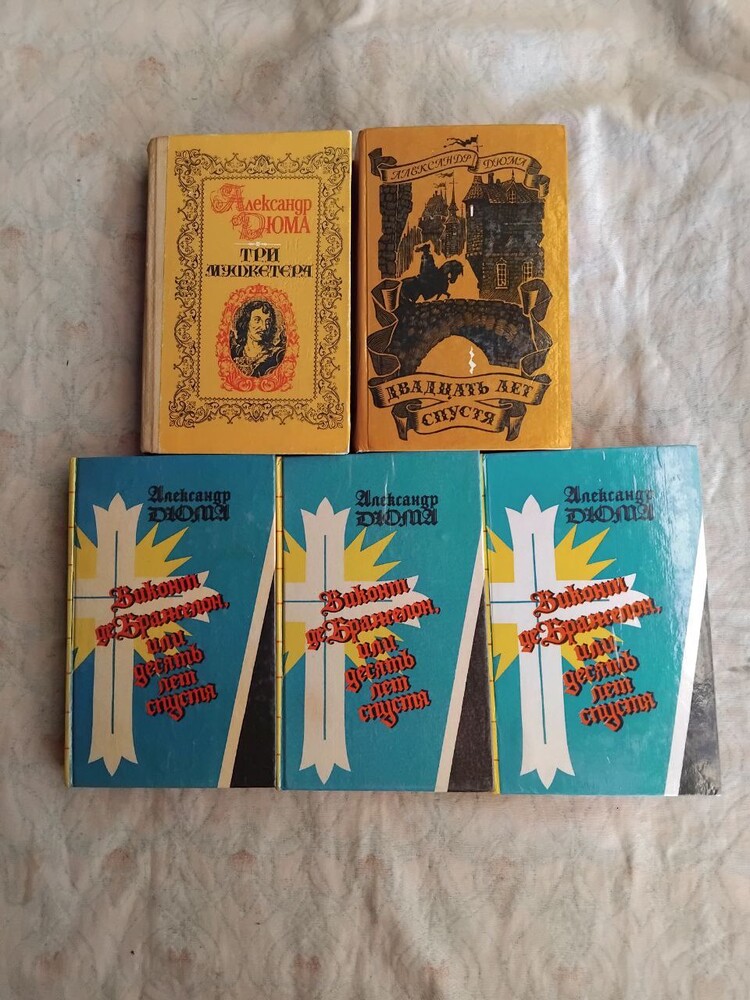 Александр
ДЮМА
ТРИ
МУШКЕТЕРА
АЛЕКСАНДР ДЮМА
ДВАДЦАТЬ ЛЕТ
СПУСТЯ
Александр
ДЮМА
Виконт
де Бражелон,
или
десять
лет
спустя
Александр
ДЮМА
Виконт
де Бражелон,
или
десять
лет
спустя
Александр
ДЮМА
Виконт
де Бражелон,
или
десять
лет
спустя